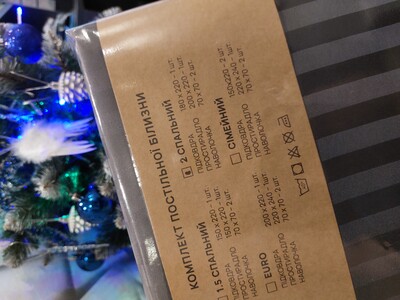 КОМПЛЕКТ ПОСТІЛЬНОЇ БІЛИЗНИ
1,5 СПАЛЬНИЙ
ПІДКОВДРА 150 x 220 - 1 шт.
ПРОСТИРАДЛО 150 x 220 - 1 шт.
НАВОЛОЧКА 70 x 70 - 2 шт.
2 СПАЛЬНИЙ
ПІДКОВДРА 180 x 220 - 1 шт.
ПРОСТИРАДЛО 200 x 220 - 1 шт.
НАВОЛОЧКА 70 x 70 - 2 шт.
EURO
ПІДКОВДРА 200 x 220 - 1 шт.
ПРОСТИРАДЛО 220 x 240 - 1 шт.
НАВОЛОЧКА 70 x 70 - 2 шт.
СІМЕЙНИЙ
ПІДКОВДРА 150 x 220 - 2 шт.
ПРОСТИРАДЛО 220 x 240 - 1 шт.
НАВОЛОЧКА 70 x 70 - 2 шт.